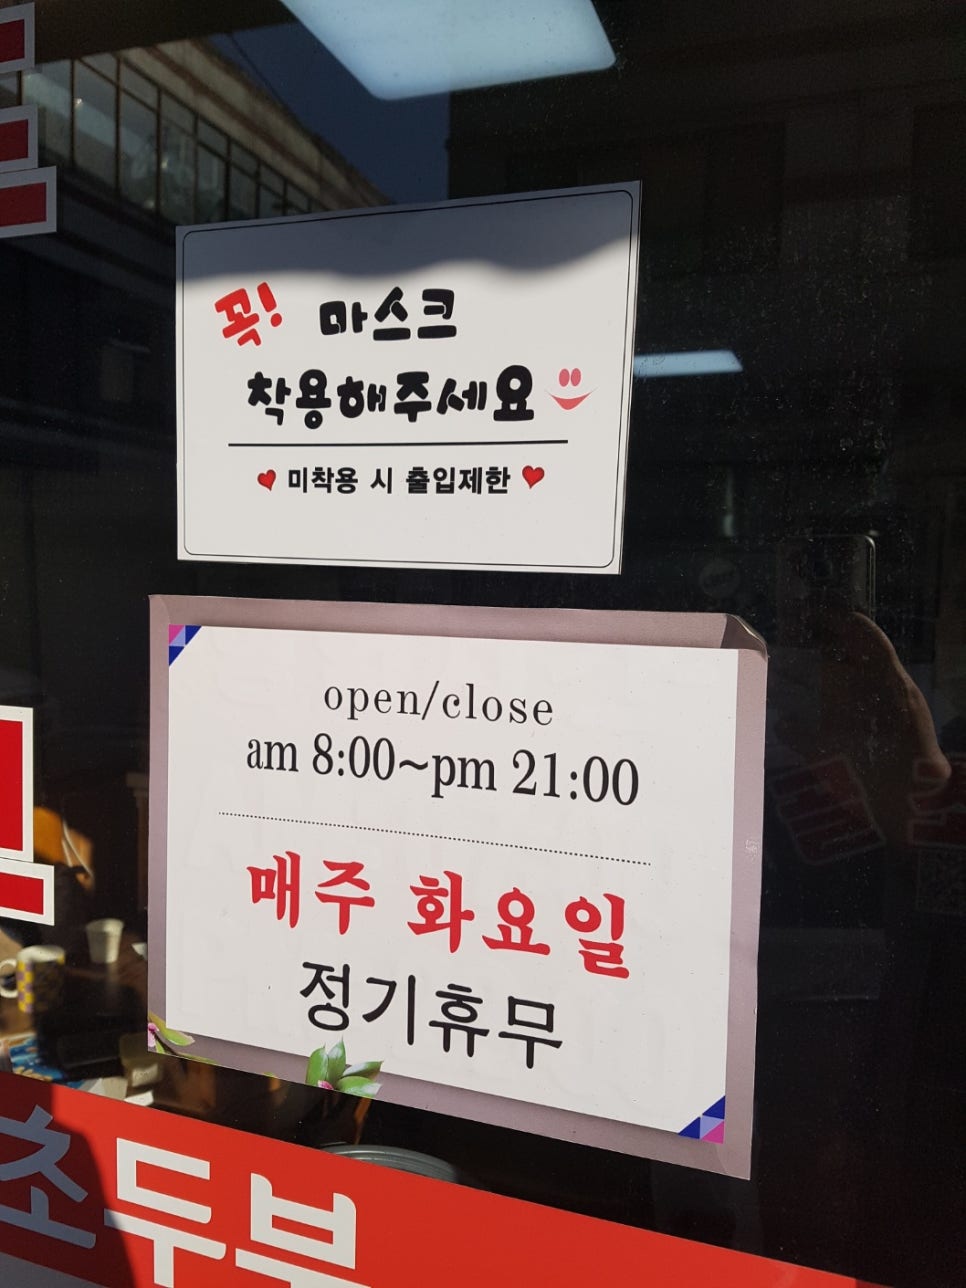 꼭! 마스크
착용해주세요
미착용 시 출입제한
open/close
am 8:00~pm 21:00
매주 화요일
정기휴무
초두부